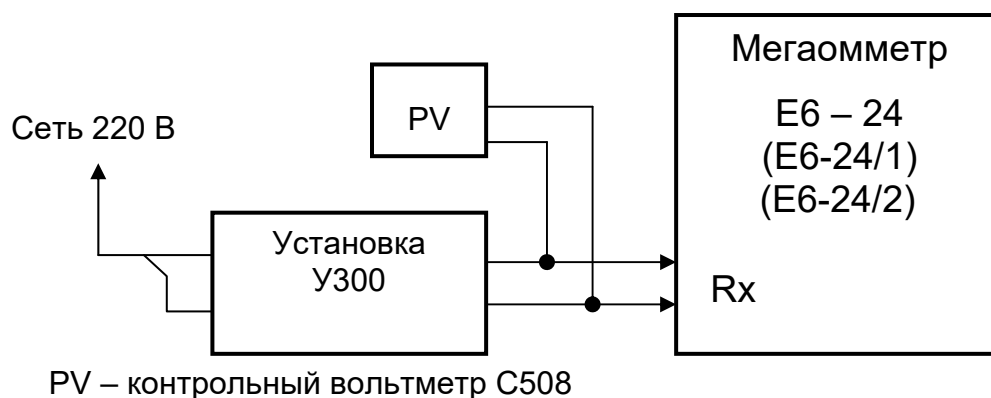 Мегаомметр
Е6 – 24
(Е6-24/1)
(Е6-24/2)
PV
Сеть 220 В
Установка
У300
Rx
PV – контрольный вольтметр С508